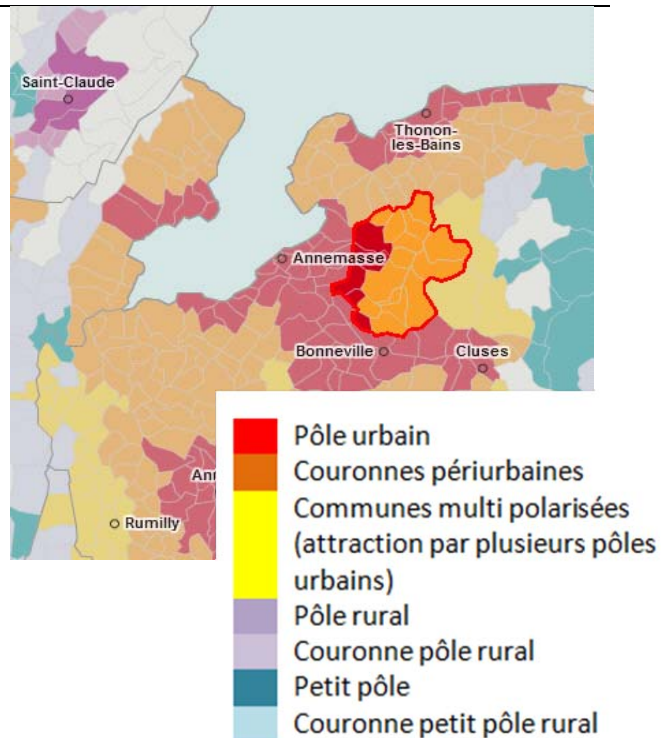 Saint-Claude
Thonon-
les-Bains
Annemasse
Bonneville
Cluses
Rumilly
Pôle urbain
Couronnes périurbaines
Communes multi polarisées
(attraction par plusieurs pôles
urbains)
Pôle rural
Couronne pôle rural
Petit pôle
Couronne petit pôle rural